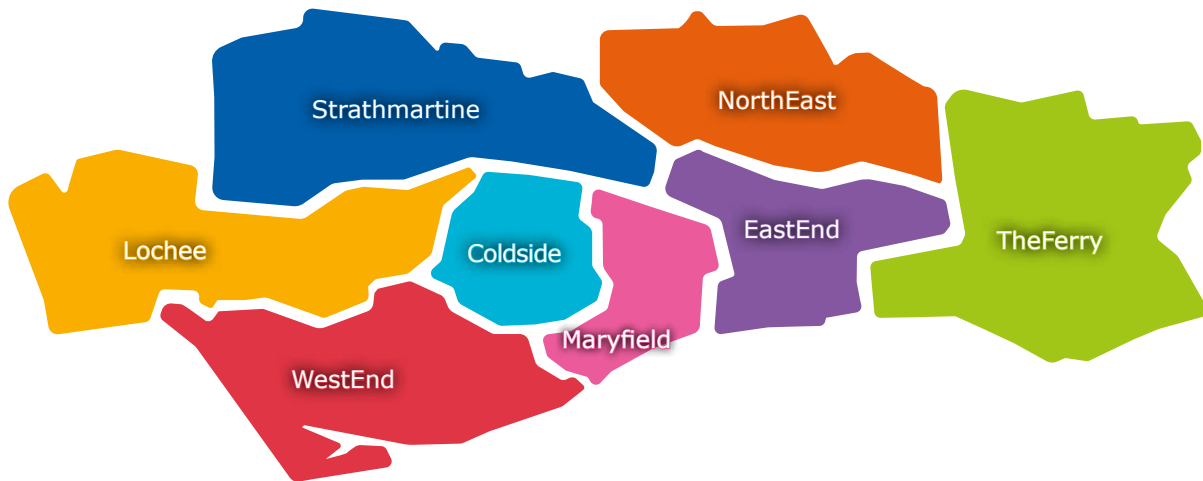 Strathmartine
NorthEast
Lochee
Coldside
EastEnd
TheFerry
Maryfield
WestEnd